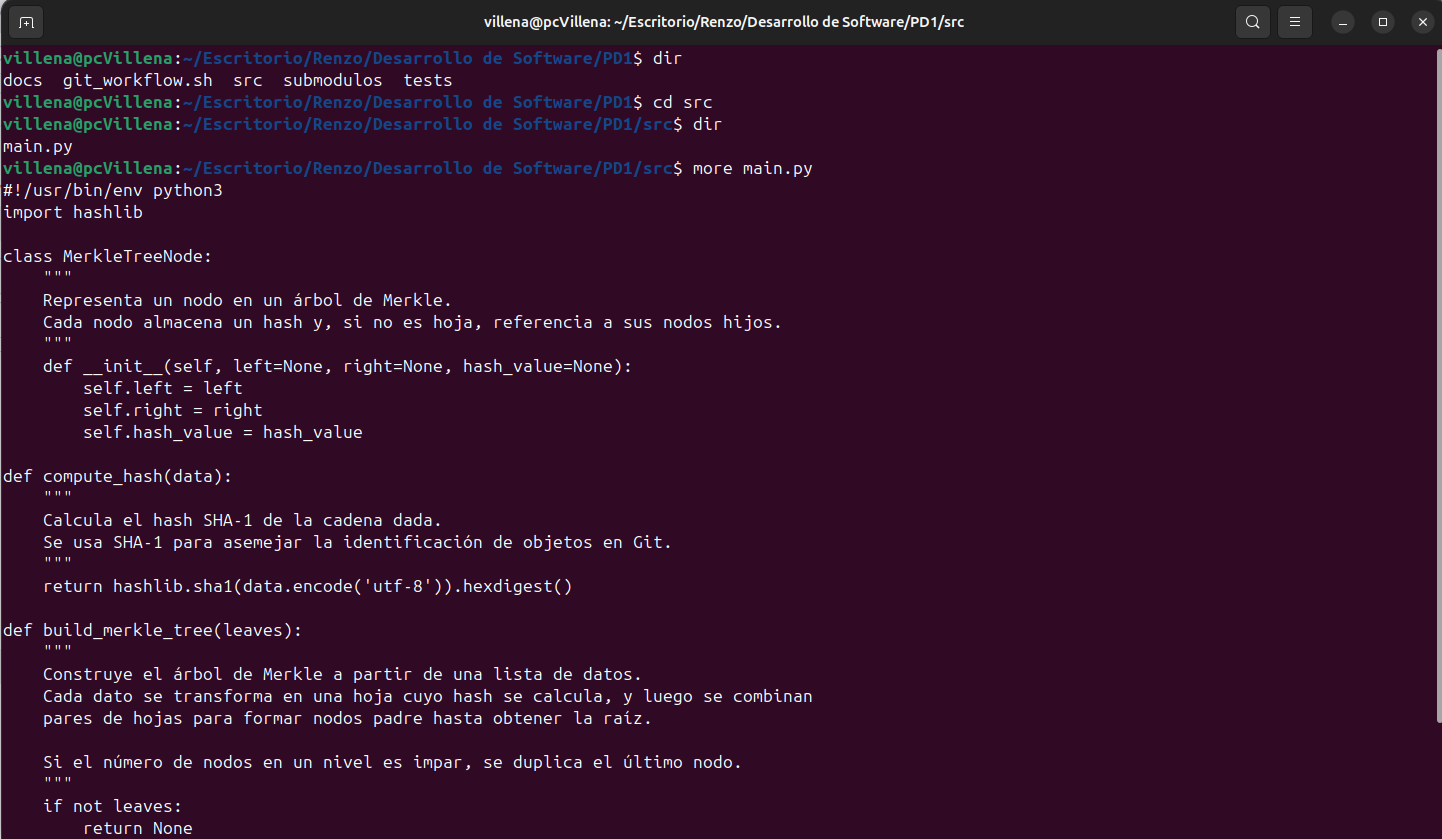 villena@pcVillena: ~/Escritorio/Renzo/Desarrollo de Software/PD1/src
villena@pcVillena:~/Escritorio/Renzo/Desarrollo de Software/PD1$ dir
docs  git_workflow.sh  src  submodulos  tests
villena@pcVillena:~/Escritorio/Renzo/Desarrollo de Software/PD1$ cd src
villena@pcVillena:~/Escritorio/Renzo/Desarrollo de Software/PD1/src$ dir
main.py
villena@pcVillena:~/Escritorio/Renzo/Desarrollo de Software/PD1/src$ more main.py
#!/usr/bin/env python3
import hashlib

class MerkleTreeNode:
    """
    Representa un nodo en un árbol de Merkle.
    Cada nodo almacena un hash y, si no es hoja, referencia a sus nodos hijos.
    """
    def __init__(self, left=None, right=None, hash_value=None):
        self.left = left
        self.right = right
        self.hash_value = hash_value

def compute_hash(data):
    """
    Calcula el hash SHA-1 de la cadena dada.
    Se usa SHA-1 para asemejar la identificación de objetos en Git.
    """
    return hashlib.sha1(data.encode('utf-8')).hexdigest()

def build_merkle_tree(leaves):
    """
    Construye el árbol de Merkle a partir de una lista de datos.
    Cada dato se transforma en una hoja cuyo hash se calcula, y luego se combinan
    pares de hojas para formar nodos padre hasta obtener la raíz.

    Si el número de nodos en un nivel es impar, se duplica el último nodo.
    """
    if not leaves:
        return None